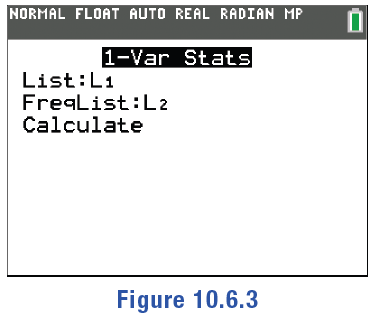 NORMAL FLOAT AUTO REAL RADIAN MP
1-Var Stats
List:L₁
FreqList:L₂
Calculate
Figure 10.6.3